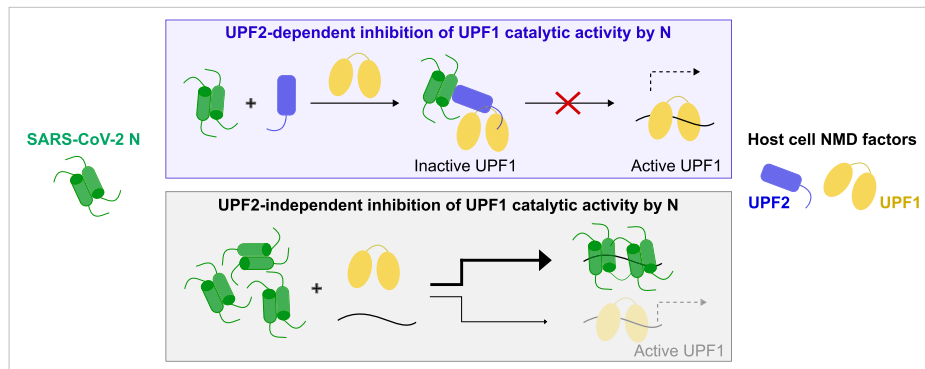 UPF2-dependent inhibition of UPF1 catalytic activity by N
+
Inactive UPF1
Active UPF1
SARS-CoV-2 N
Host cell NMD factors
UPF2
UPF1
UPF2-independent inhibition of UPF1 catalytic activity by N
+
Active UPF1